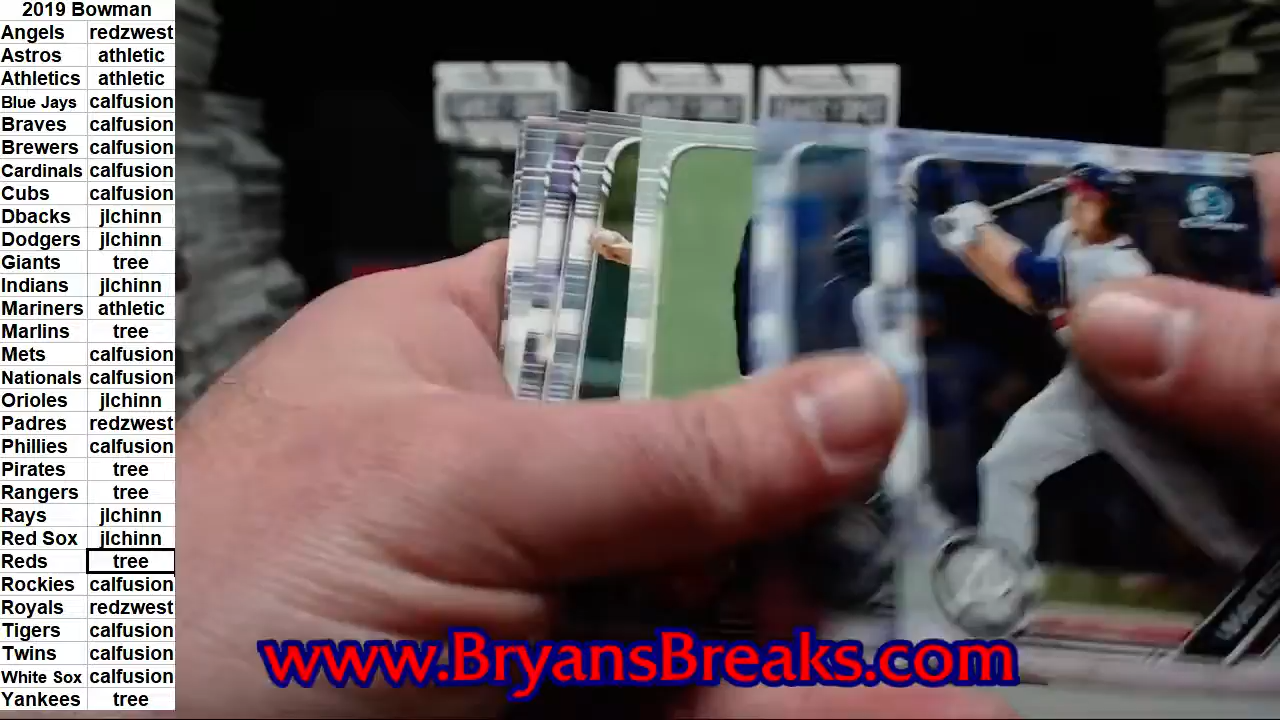 2019 Bowman
Angels redzwest
Astros athletic
Athletics athletic
Blue Jays calfusion
Braves calfusion
Brewers calfusion
Cardinals calfusion
Cubs calfusion
Dbacks jlchinn
Dodgers jlchinn
Giants tree
Indians jlchinn
Mariners athletic
Marlins tree
Mets calfusion
Nationals calfusion
Orioles jlchinn
Padres redzwest
Phillies calfusion
Pirates tree
Rangers tree
Rays jlchinn
Red Sox jlchinn
Reds tree
Rockies calfusion
Royals redzwest
Tigers calfusion
Twins calfusion
White Sox calfusion
Yankees tree
www.BryansBreaks.com